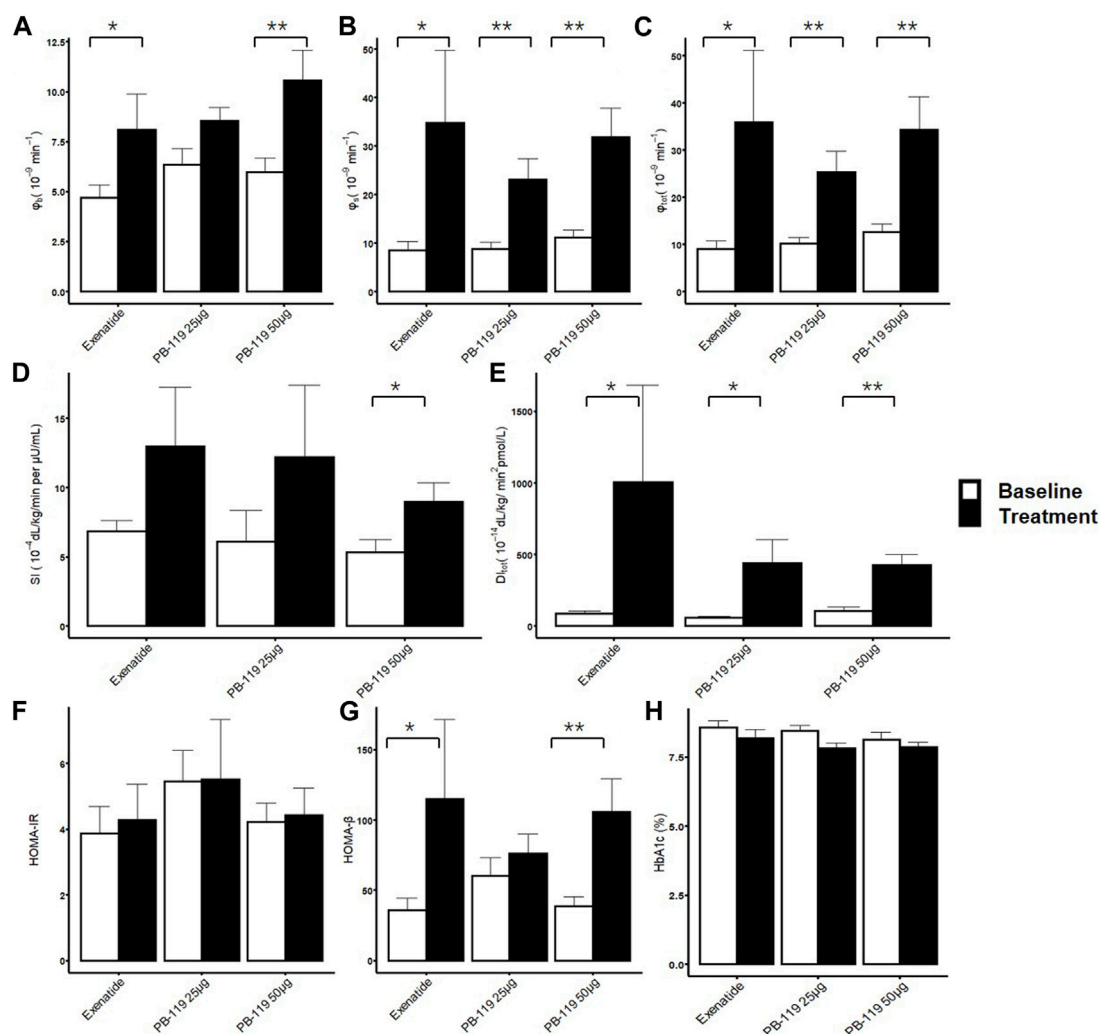 A
*
**
12.5
10.0
7.5
5.0
2.5
0.0
φb( 10⁻⁹ min⁻¹)
Exenatide
PB-119 25μg
PB-119 50μg
B
*
**
**
50
40
30
20
10
0
φs( 10⁻⁹ min⁻¹)
Exenatide
PB-119 25μg
PB-119 50μg
C
*
**
**
50
40
30
20
10
0
φtot( 10⁻⁹ min⁻¹)
Exenatide
PB-119 25μg
PB-119 50μg
D
*
15
10
5
0
SI ( 10⁻⁴dL/kg/min per μU/mL)
Exenatide
PB-119 25μg
PB-119 50μg
E
*
*
**
1500
1000
500
0
DItot( 10⁻¹⁴ dL/kg/ min²pmol/L)
Exenatide
PB-119 25μg
PB-119 50μg
Baseline
Treatment
F
6
4
2
0
HOMA-IR
Exenatide
PB-119 25μg
PB-119 50μg
G
*
**
150
100
50
0
HOMA-β
Exenatide
PB-119 25μg
PB-119 50μg
H
7.5
5.0
2.5
0.0
HbA1c (%)
Exenatide
PB-119 25μg
PB-119 50μg